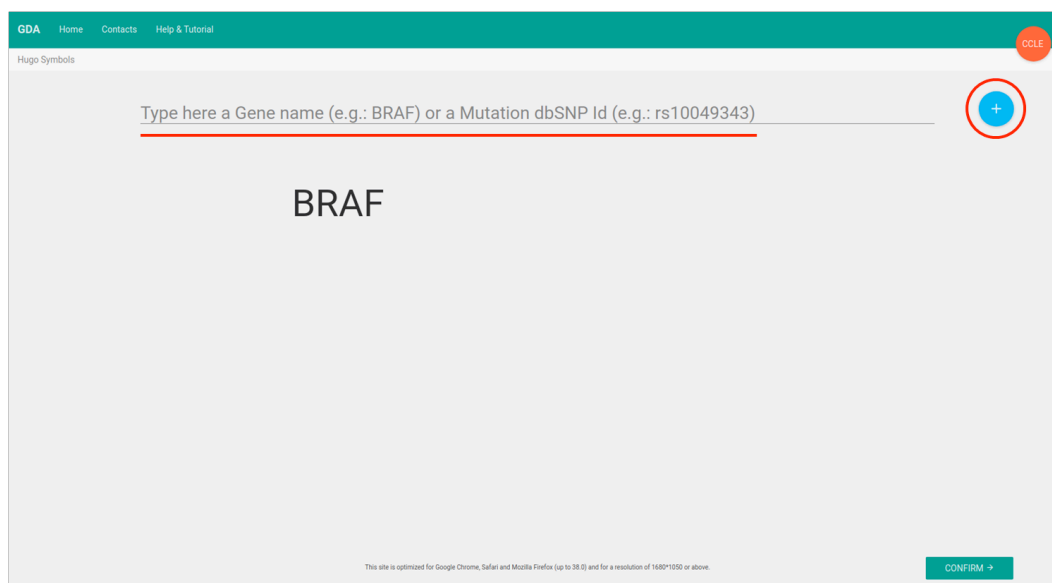 GDA Home Contacts Help & Tutorial
CCLE
Hugo Symbols
Type here a Gene name (e.g.: BRAF) or a Mutation dbSNP Id (e.g.: rs10049343)
+
BRAF
This site is optimized for Google Chrome, Safari and Mozilla Firefox (up to 38.0) and for a resolution of 1680*1050 or above.
CONFIRM →